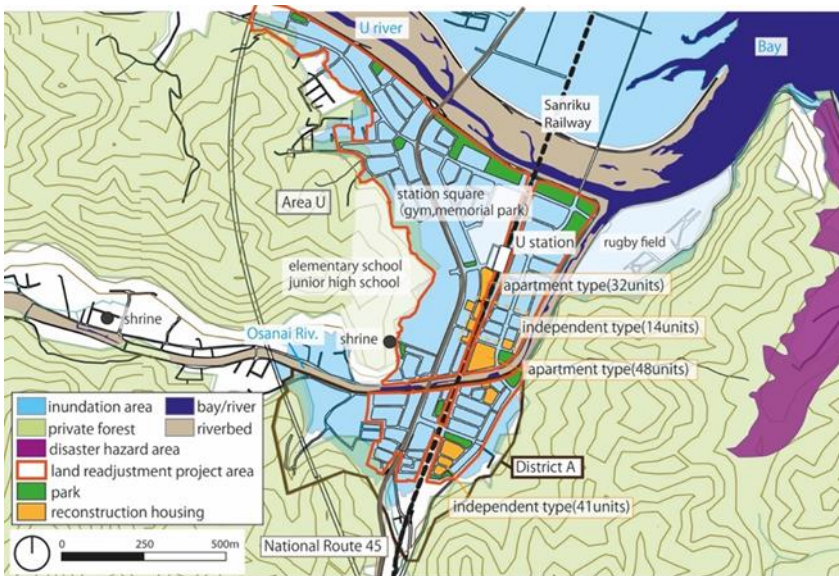 U river
Bay
Sanriku
Railway
station square
(gym,memorial park)
Area U
U station
rugby field
elementary school
junior high school
apartment type(32units)
shrine
Osanai Riv.
shrine
independent type(14units)
apartment type(48units)
inundation area
bay/river
private forest
riverbed
disaster hazard area
land readjustment project area
park
reconstruction housing
District A
independent type(41units)
National Route 45
0
250
500m